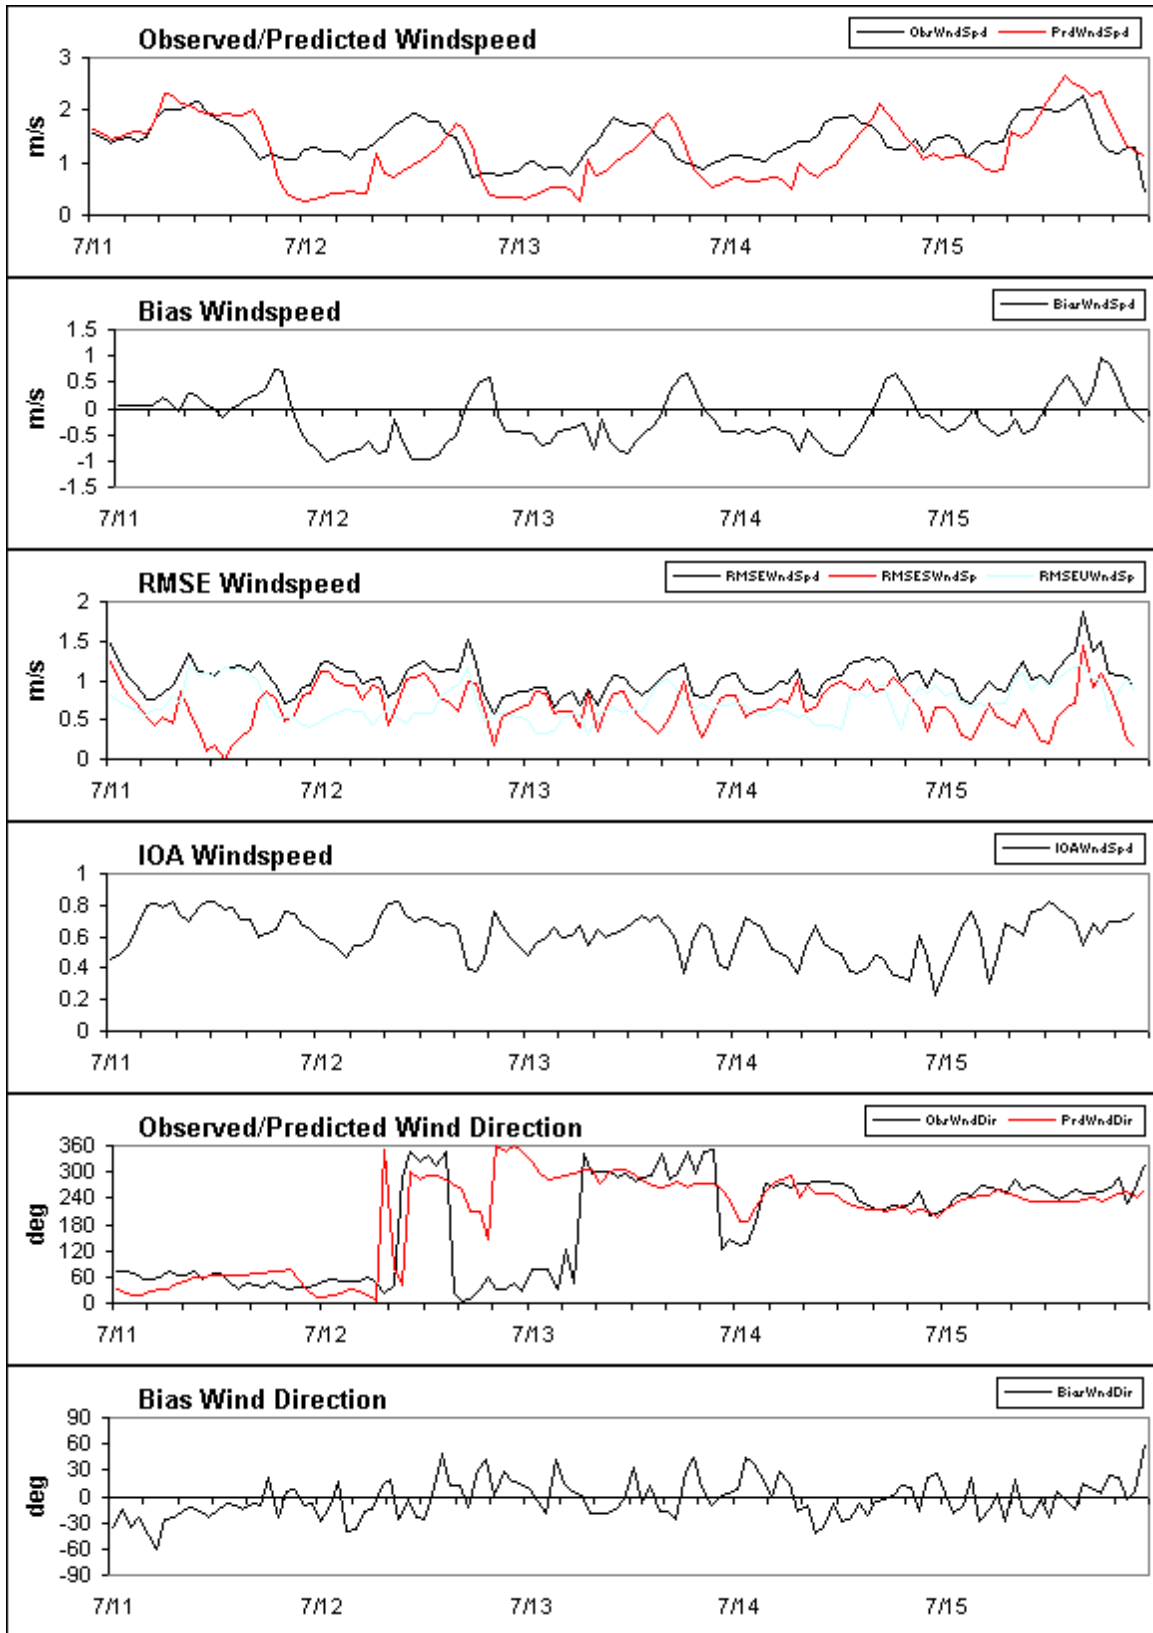 Observed/Predicted Windspeed
ObsWndSpd PrdWndSpd
3
2
1
0
m/s
7/11 7/12 7/13 7/14 7/15
Bias Windspeed
BiasWndSpd
1.5
1
0.5
0
-0.5
-1
-1.5
m/s
7/11 7/12 7/13 7/14 7/15
RMSE Windspeed
RMSEWndSpd RMSESWndSp RMSEUWndSp
2
1.5
1
0.5
0
m/s
7/11 7/12 7/13 7/14 7/15
IOA Windspeed
IOAWndSpd
1
0.8
0.6
0.4
0.2
0
7/11 7/12 7/13 7/14 7/15
Observed/Predicted Wind Direction
ObsWndDir PrdWndDir
360
300
240
180
120
60
0
deg
7/11 7/12 7/13 7/14 7/15
Bias Wind Direction
BiasWndDir
90
60
30
0
-30
-60
-90
deg
7/11 7/12 7/13 7/14 7/15